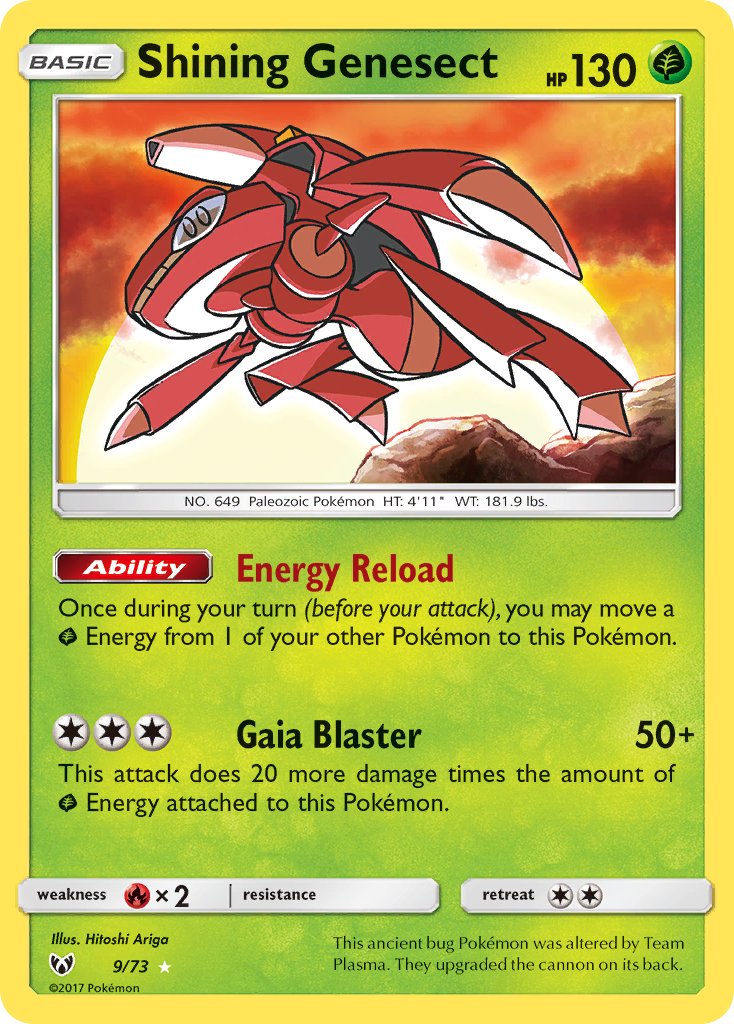 BASIC Shining Genesect HP 130
NO. 649 Paleozoic Pokémon HT: 4'11" WT: 181.9 lbs.
Ability Energy Reload
Once during your turn (before your attack), you may move a
Energy from 1 of your other Pokémon to this Pokémon.
Gaia Blaster 50+
This attack does 20 more damage times the amount of
Energy attached to this Pokémon.
weakness × 2 resistance retreat
Illus. Hitoshi Ariga
9/73
©2017 Pokémon
This ancient bug Pokémon was altered by Team
Plasma. They upgraded the cannon on its back.